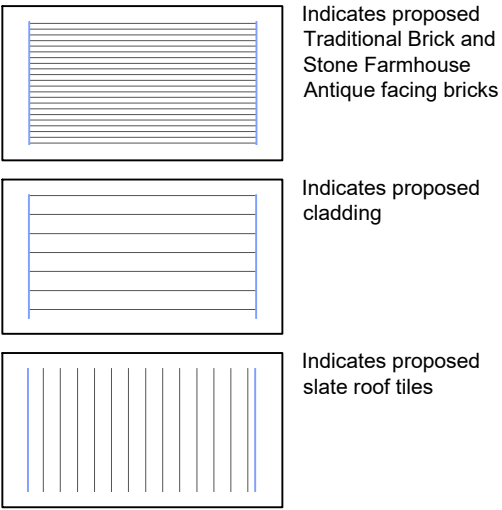 Indicates proposed
Traditional Brick and
Stone Farmhouse
Antique facing bricks
Indicates proposed
cladding
Indicates proposed
slate roof tiles